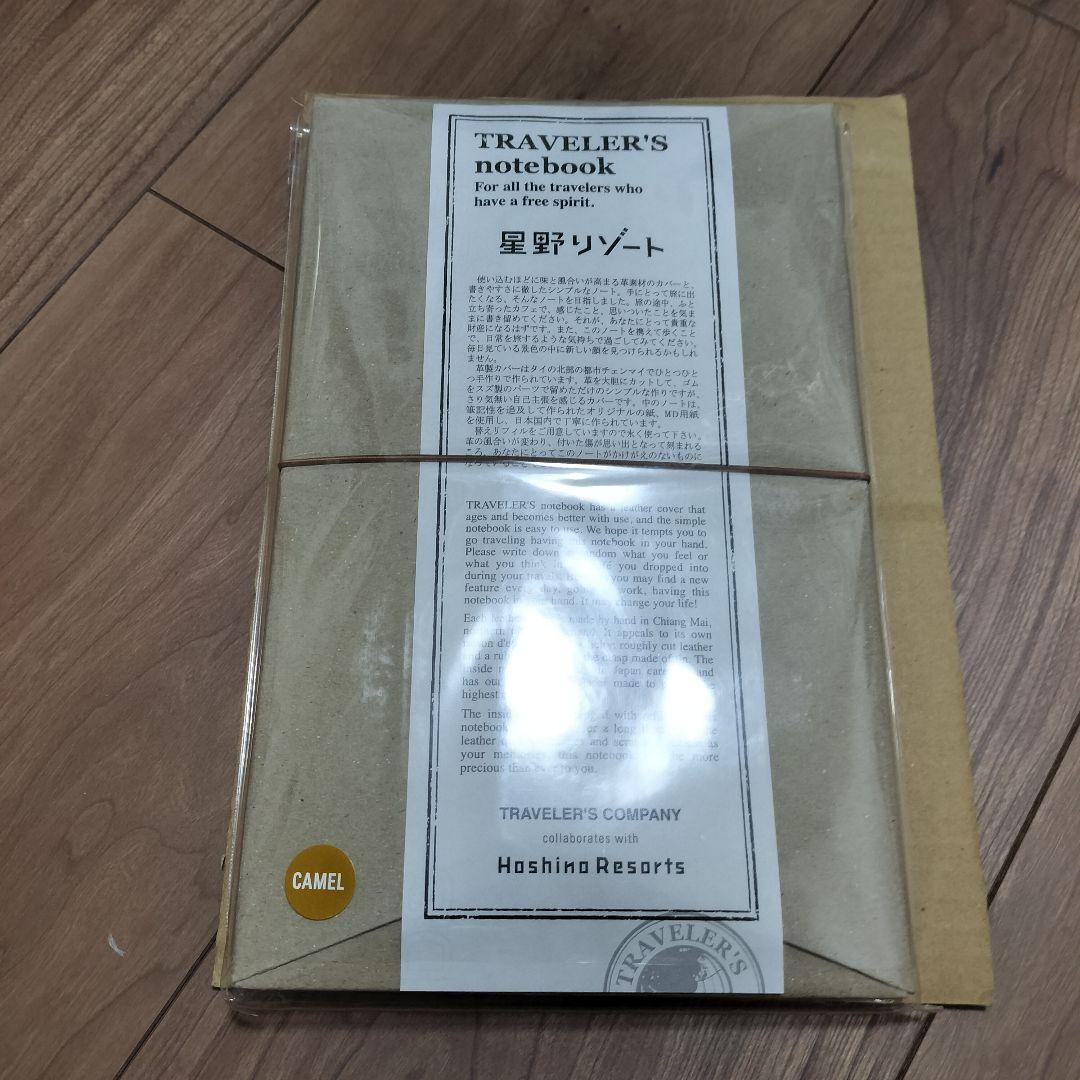 TRAVELER'S
notebook
For all the travelers who
have a free spirit.
星野リゾート
使い込むほどに味と風合いが高まる革素材のカバーと、
書きやすさに徹したシンプルなノート。手にとって旅に出
たくなる、そんなノートを目指しました。旅の途中、ふと
立ち寄ったカフェで、感じたこと、思いついたことを気ま
まに書き留めてください。それが、あなたにとって貴重な
財産になるはずです。また、このノートを携えて歩くこと
で、日常を旅するような気持ちで過ごしてみてください。
毎日見ている景色の中に新しい顔を見つけられるかもしれ
ません。
革製カバーはタイの北部の都市チェンマイでひとつひと
つ手作りで作られています。革を大胆にカットして、ゴム
をスズ製のパーツで留めただけのシンプルな作りですが、
さり気無い自己主張を感じるカバーです。中のノートは、
筆記性を追及して作られたオリジナルの紙、MD用紙
を使用し、日本国内で丁寧に作られています。
替えリフィルをご用意していますので永く使って下さい。
革の風合いが変わり、付いた傷が思い出となって刻まれる
ころ、あなたにとってこのノートがかけがえのないものに
TRAVELER'S notebook has a leather cover that
ages and becomes better with use, and the simple
notebook is easy to use. We hope it tempts you to
go traveling having this notebook in your hand.
Please write down random what you feel or
what you think you dropped into
during your travels. you may find a new
feature every day, work, having this
notebook in hand. It may change your life!
Each made by hand in Chiang Mai,
It appeals to its own
roughly cut leather
and a made of The
inside Japan and
has made to
highest
The inside with
notebook a long
leather and as
your this notebook more
precious than ever to you.
TRAVELER'S COMPANY
collaborates with
Hoshino Resorts
CAMEL
TRAVELER'S